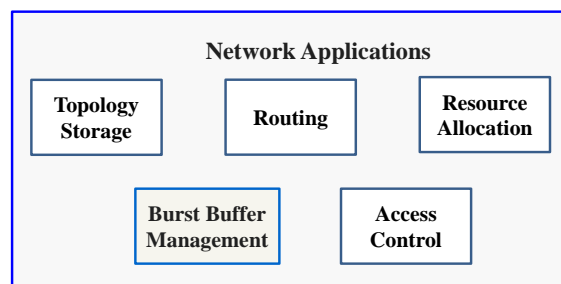 Network Applications
Topology
Storage
Routing
Resource
Allocation
Burst Buffer
Management
Access
Control